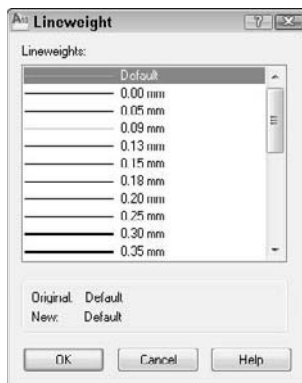 Lineweight
Lineweights:
Default
0.00 mm
0.05 mm
0.09 mm
0.13 mm
0.15 mm
0.18 mm
0.20 mm
0.25 mm
0.30 mm
0.35 mm
Original: Default
New: Default
OK
Cancel
Help